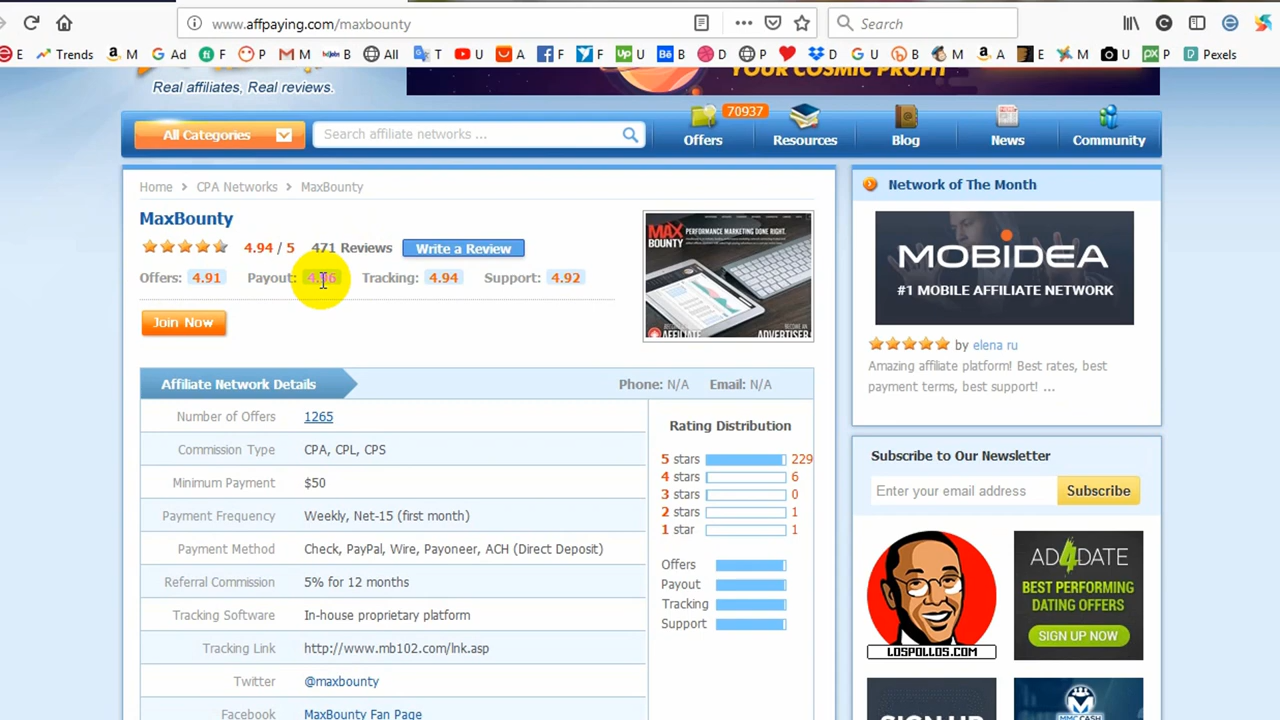 www.affpaying.com/maxbounty
Search
E Trends M G Ad F P M B All T U A F F U B D P D G U B M A E M U P Pexels
Real affiliates, Real reviews.
YOUR COSMIC PROFIT
All Categories
Search affiliate networks ...
70937
Offers Resources Blog News Community
Home > CPA Networks > MaxBounty
MaxBounty
4.94 / 5 471 Reviews Write a Review
Offers: 4.91 Payout: Tracking: 4.94 Support: 4.92
Join Now
MAX BOUNTY
PERFORMANCE MARKETING DONE RIGHT.
Affiliate Network Details
Phone: N/A Email: N/A
Number of Offers 1265
Commission Type CPA, CPL, CPS
Minimum Payment $50
Payment Frequency Weekly, Net-15 (first month)
Payment Method Check, PayPal, Wire, Payoneer, ACH (Direct Deposit)
Referral Commission 5% for 12 months
Tracking Software In-house proprietary platform
Tracking Link http://www.mb102.com/lnk.asp
Twitter @maxbounty
Facebook MaxBounty Fan Page
Rating Distribution
5 stars 229
4 stars 6
3 stars 0
2 stars 1
1 star 1
Offers
Payout
Tracking
Support
Network of The Month
MOBIDEA
#1 MOBILE AFFILIATE NETWORK
by elena ru
Amazing affiliate platform! Best rates, best
payment terms, best support! ...
Subscribe to Our Newsletter
Enter your email address Subscribe
LOSPOLLOS.COM
AD4DATE
BEST PERFORMING
DATING OFFERS
SIGN UP NOW
SIGN UP
MMC CASH